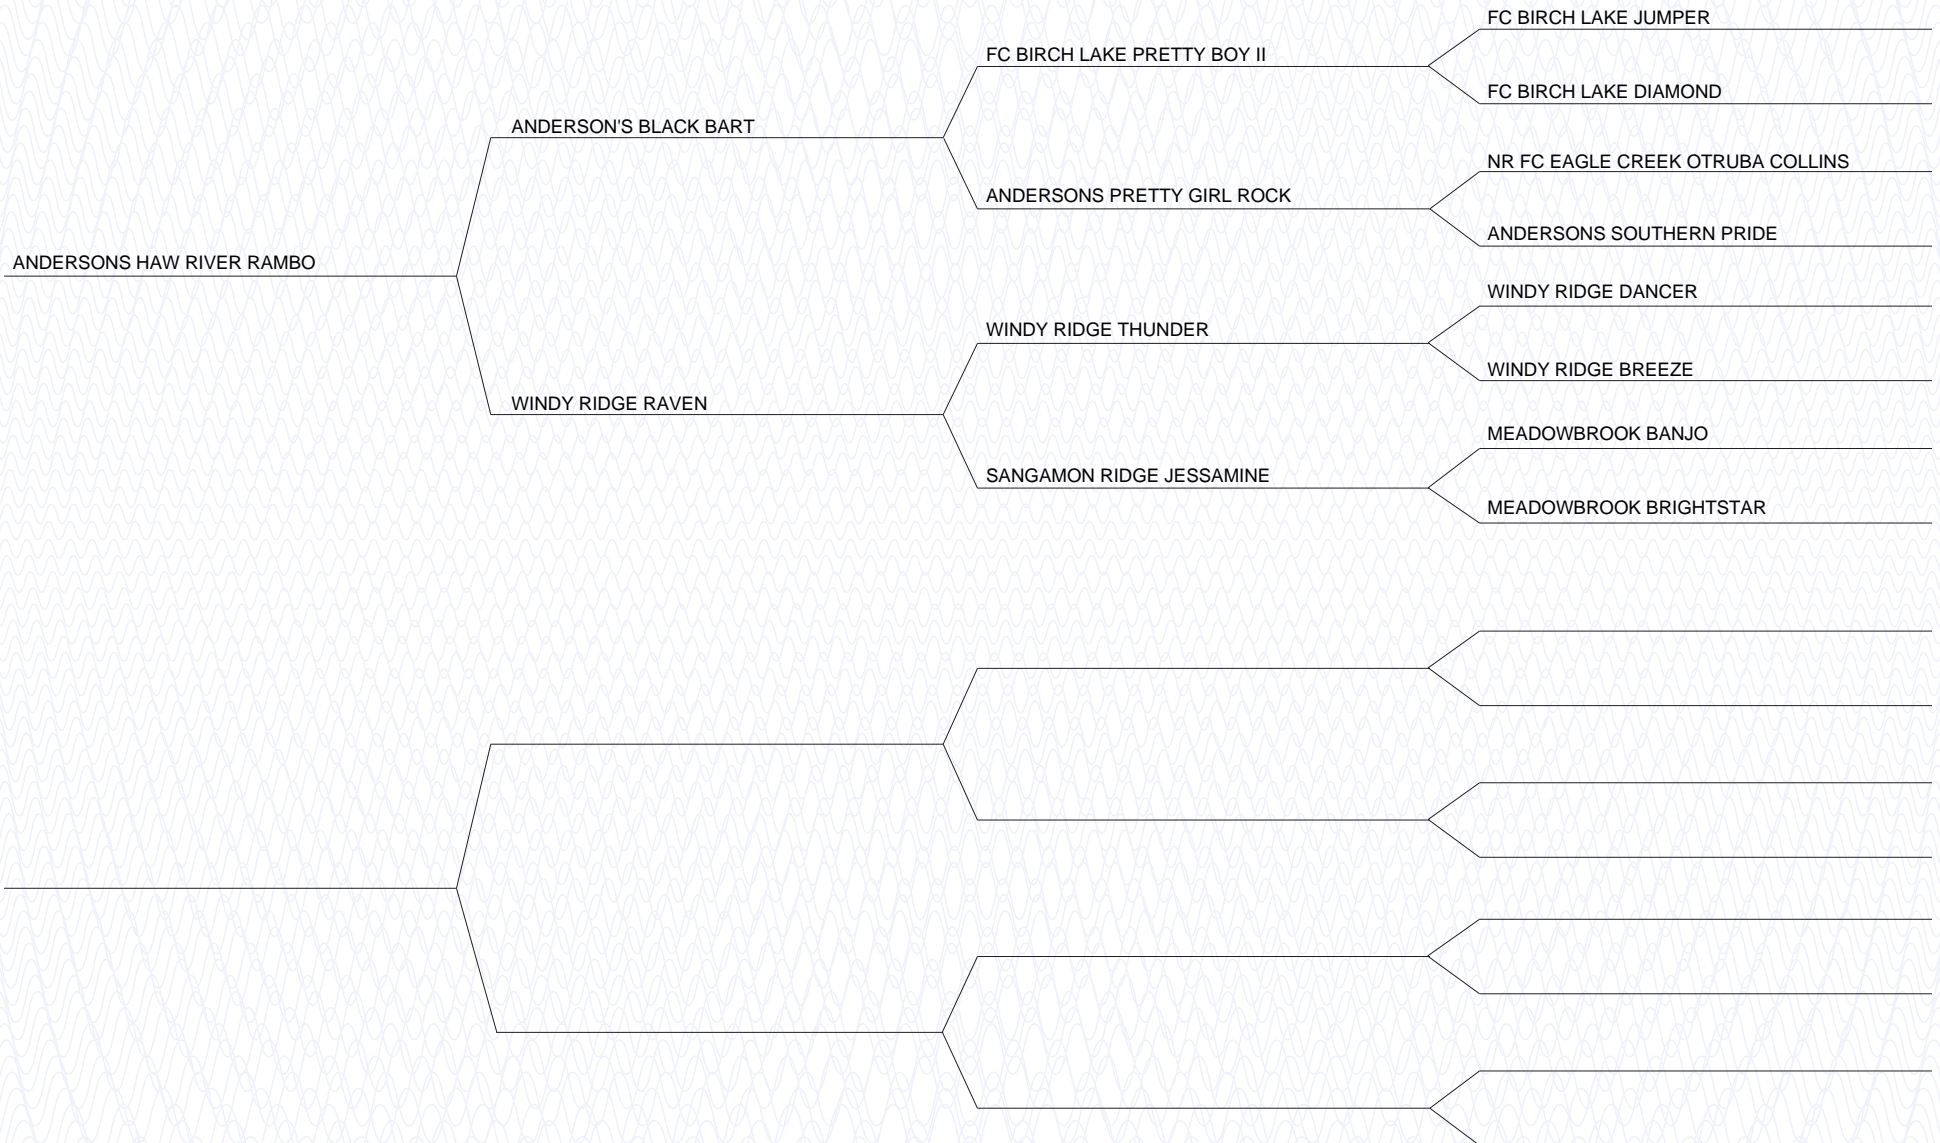 FC BIRCH LAKE JUMPER
FC BIRCH LAKE PRETTY BOY II
FC BIRCH LAKE DIAMOND
ANDERSON'S BLACK BART
NR FC EAGLE CREEK OTRUBA COLLINS
ANDERSONS PRETTY GIRL ROCK
ANDERSONS SOUTHERN PRIDE
ANDERSONS HAW RIVER RAMBO
WINDY RIDGE DANCER
WINDY RIDGE THUNDER
WINDY RIDGE BREEZE
WINDY RIDGE RAVEN
MEADOWBROOK BANJO
SANGAMON RIDGE JESSAMINE
MEADOWBROOK BRIGHTSTAR